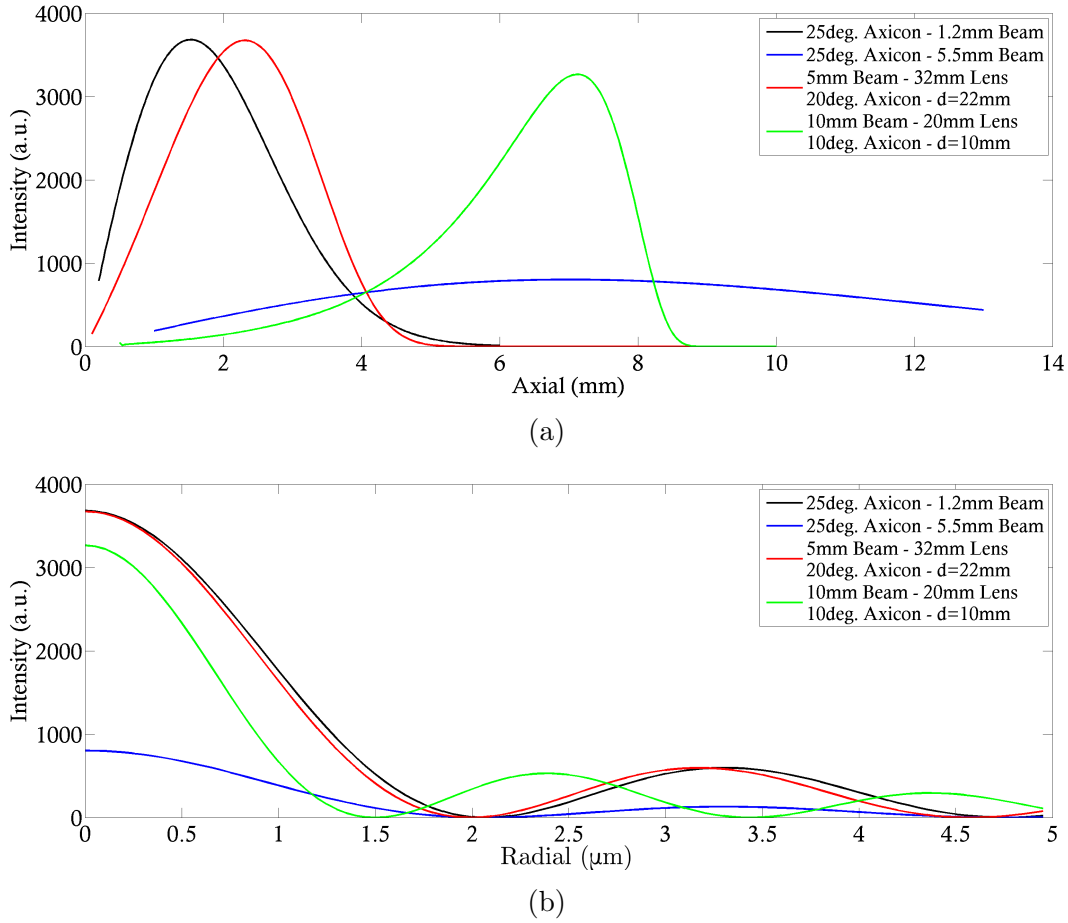 4000
3000
2000
1000
0
Intensity (a.u.)
25deg. Axicon - 1.2mm Beam
25deg. Axicon - 5.5mm Beam
5mm Beam - 32mm Lens
20deg. Axicon - d=22mm
10mm Beam - 20mm Lens
10deg. Axicon - d=10mm
0 2 4 6 8 10 12 14
Axial (mm)
(a)
4000
3000
2000
1000
0
Intensity (a.u.)
25deg. Axicon - 1.2mm Beam
25deg. Axicon - 5.5mm Beam
5mm Beam - 32mm Lens
20deg. Axicon - d=22mm
10mm Beam - 20mm Lens
10deg. Axicon - d=10mm
0 0.5 1 1.5 2 2.5 3 3.5 4 4.5 5
Radial (μm)
(b)